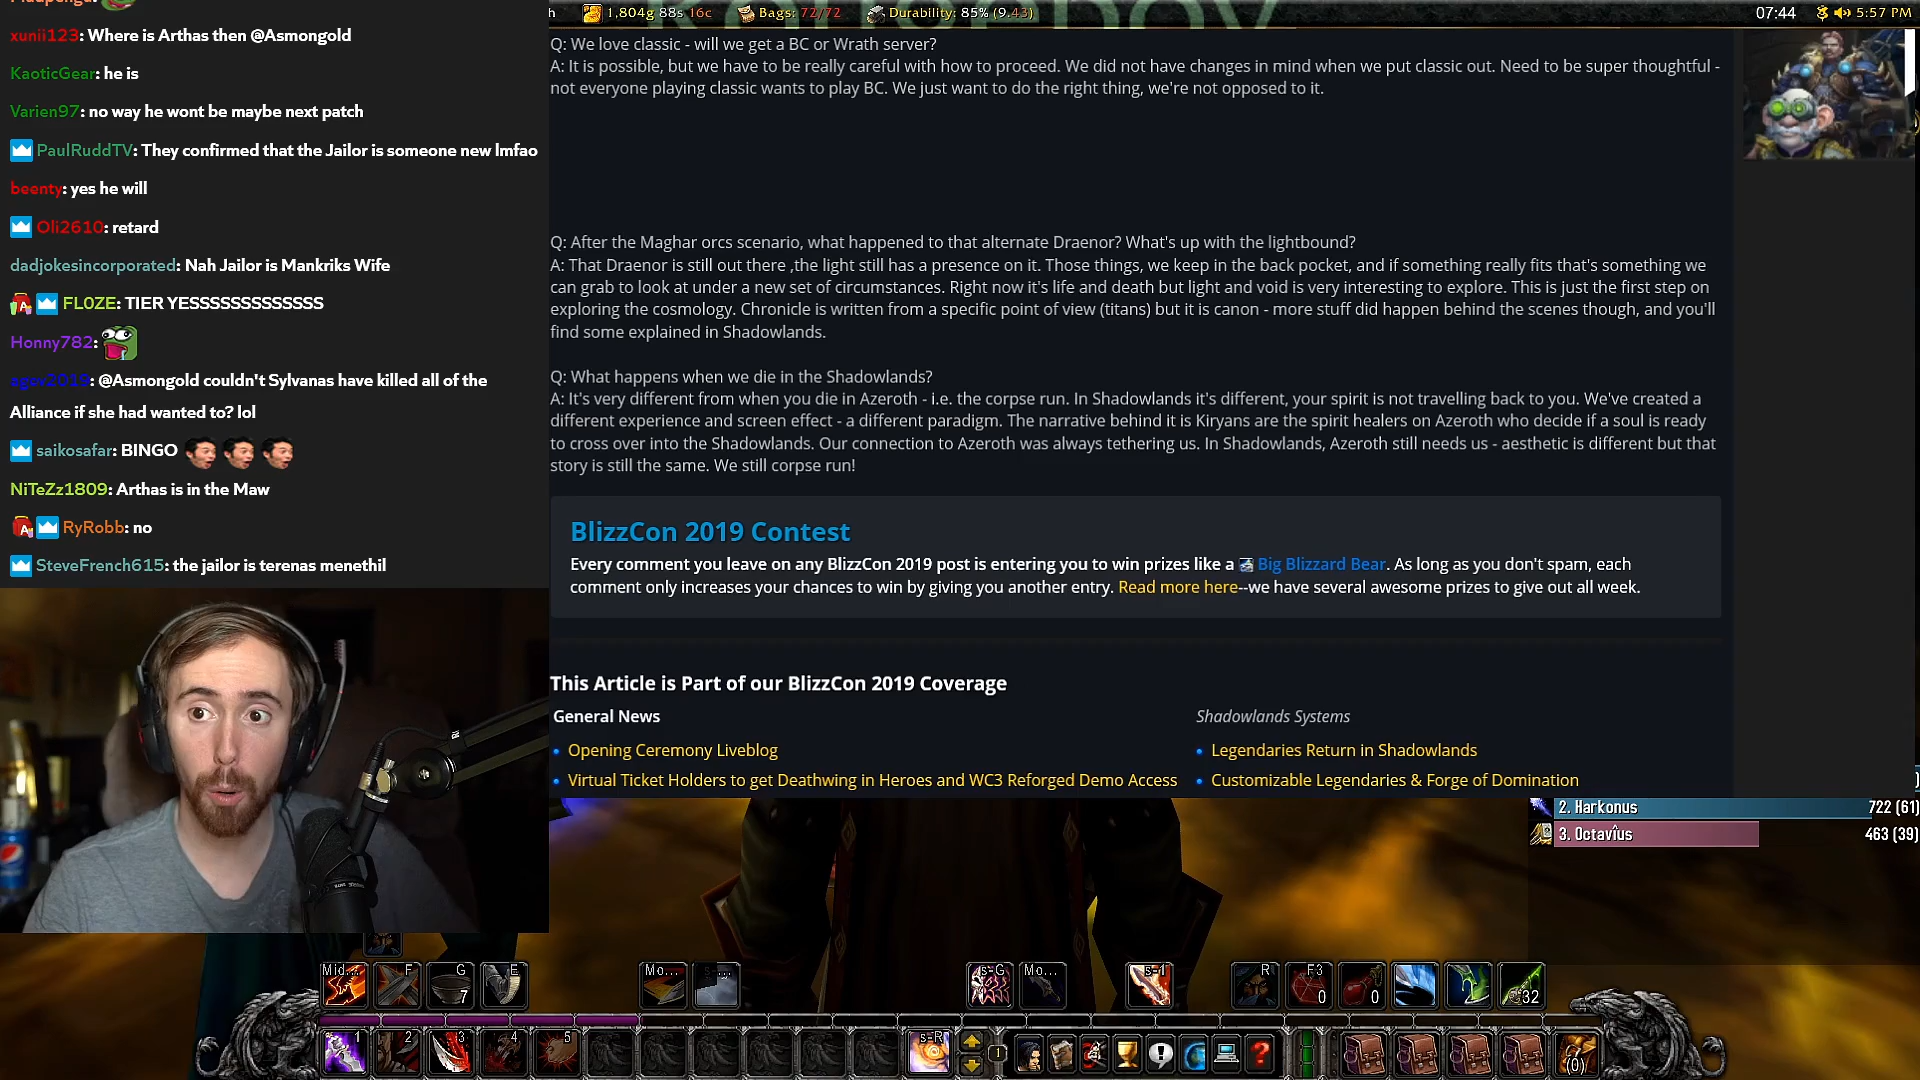 xunii123: Where is Arthas then @Asmongold
KaoticGear: he is
Varien97: no way he wont be maybe next patch
PaulRuddTV: They confirmed that the Jailor is someone new lmfao
beenty: yes he will
Oli2610: retard
dadjokesincorporated: Nah Jailor is Mankriks Wife
FL0ZE: TIER YESSSSSSSSSSSSS
Honny782:
@Asmongold couldn't Sylvanas have killed all of the
Alliance if she had wanted to? lol
saikosafar: BINGO
NiTeZz1809: Arthas is in the Maw
RyRobb: no
SteveFrench615: the jailor is terenas menethil
h 1,804g 88s 16c Bags: 72/72 Durability: 85% (9.43) 07:44 5:57 PM
Q: We love classic - will we get a BC or Wrath server?
A: It is possible, but we have to be really careful with how to proceed. We did not have changes in mind when we put classic out. Need to be super thoughtful -
not everyone playing classic wants to play BC. We just want to do the right thing, we're not opposed to it.
Q: After the Maghar orcs scenario, what happened to that alternate Draenor? What's up with the lightbound?
A: That Draenor is still out there ,the light still has a presence on it. Those things, we keep in the back pocket, and if something really fits that's something we
can grab to look at under a new set of circumstances. Right now it's life and death but light and void is very interesting to explore. This is just the first step on
exploring the cosmology. Chronicle is written from a specific point of view (titans) but it is canon - more stuff did happen behind the scenes though, and you'll
find some explained in Shadowlands.
Q: What happens when we die in the Shadowlands?
A: It's very different from when you die in Azeroth - i.e. the corpse run. In Shadowlands it's different, your spirit is not travelling back to you. We've created a
different experience and screen effect - a different paradigm. The narrative behind it is Kiryans are the spirit healers on Azeroth who decide if a soul is ready
to cross over into the Shadowlands. Our connection to Azeroth was always tethering us. In Shadowlands, Azeroth still needs us - aesthetic is different but that
story is still the same. We still corpse run!
BlizzCon 2019 Contest
Every comment you leave on any BlizzCon 2019 post is entering you to win prizes like a Big Blizzard Bear. As long as you don't spam, each
comment only increases your chances to win by giving you another entry. Read more here--we have several awesome prizes to give out all week.
This Article is Part of our BlizzCon 2019 Coverage
General News
Opening Ceremony Liveblog
Virtual Ticket Holders to get Deathwing in Heroes and WC3 Reforged Demo Access
Shadowlands Systems
Legendaries Return in Shadowlands
Customizable Legendaries & Forge of Domination
2. Harkonus 722 (61)
3. Octavîus 463 (39)
Mid... F G 7 E Mo... s-... s-G Mo... s-1 R F3 0 0 32
1 2 3 4 5 s-R 1 (0)